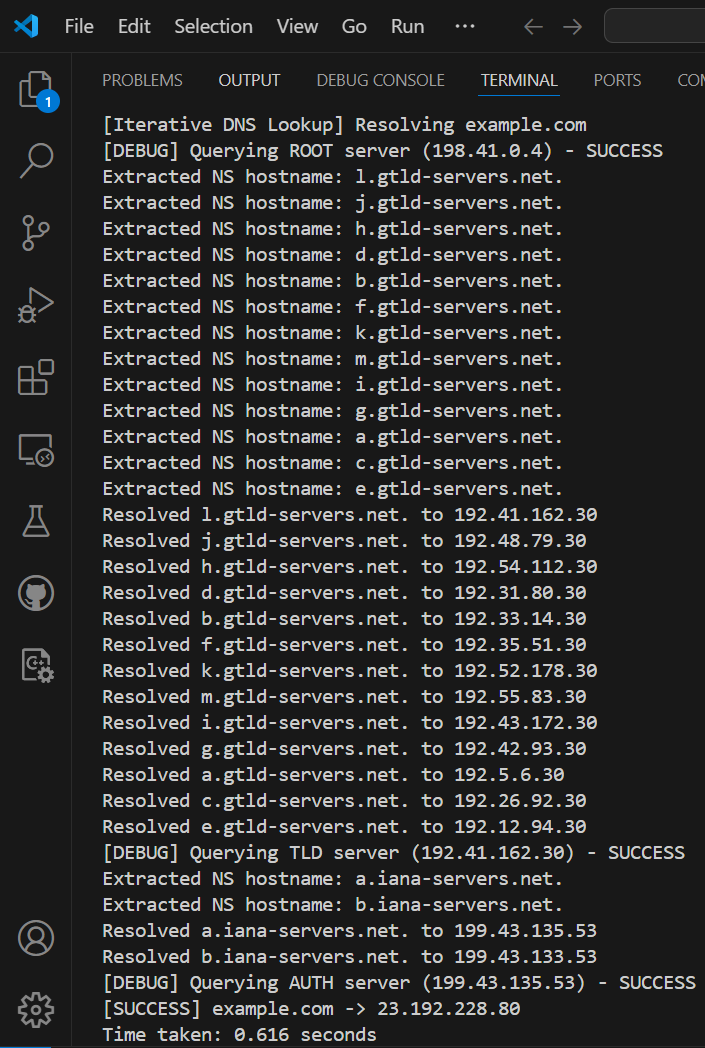 File Edit Selection View Go Run ...
PROBLEMS OUTPUT DEBUG CONSOLE TERMINAL PORTS
1
[Iterative DNS Lookup] Resolving example.com
[DEBUG] Querying ROOT server (198.41.0.4) - SUCCESS
Extracted NS hostname: l.gtld-servers.net.
Extracted NS hostname: j.gtld-servers.net.
Extracted NS hostname: h.gtld-servers.net.
Extracted NS hostname: d.gtld-servers.net.
Extracted NS hostname: b.gtld-servers.net.
Extracted NS hostname: f.gtld-servers.net.
Extracted NS hostname: k.gtld-servers.net.
Extracted NS hostname: m.gtld-servers.net.
Extracted NS hostname: i.gtld-servers.net.
Extracted NS hostname: g.gtld-servers.net.
Extracted NS hostname: a.gtld-servers.net.
Extracted NS hostname: c.gtld-servers.net.
Extracted NS hostname: e.gtld-servers.net.
Resolved l.gtld-servers.net. to 192.41.162.30
Resolved j.gtld-servers.net. to 192.48.79.30
Resolved h.gtld-servers.net. to 192.54.112.30
Resolved d.gtld-servers.net. to 192.31.80.30
Resolved b.gtld-servers.net. to 192.33.14.30
Resolved f.gtld-servers.net. to 192.35.51.30
Resolved k.gtld-servers.net. to 192.52.178.30
Resolved m.gtld-servers.net. to 192.55.83.30
Resolved i.gtld-servers.net. to 192.43.172.30
Resolved g.gtld-servers.net. to 192.42.93.30
Resolved a.gtld-servers.net. to 192.5.6.30
Resolved c.gtld-servers.net. to 192.26.92.30
Resolved e.gtld-servers.net. to 192.12.94.30
[DEBUG] Querying TLD server (192.41.162.30) - SUCCESS
Extracted NS hostname: a.iana-servers.net.
Extracted NS hostname: b.iana-servers.net.
Resolved a.iana-servers.net. to 199.43.135.53
Resolved b.iana-servers.net. to 199.43.133.53
[DEBUG] Querying AUTH server (199.43.135.53) - SUCCESS
[SUCCESS] example.com -> 23.192.228.80
Time taken: 0.616 seconds